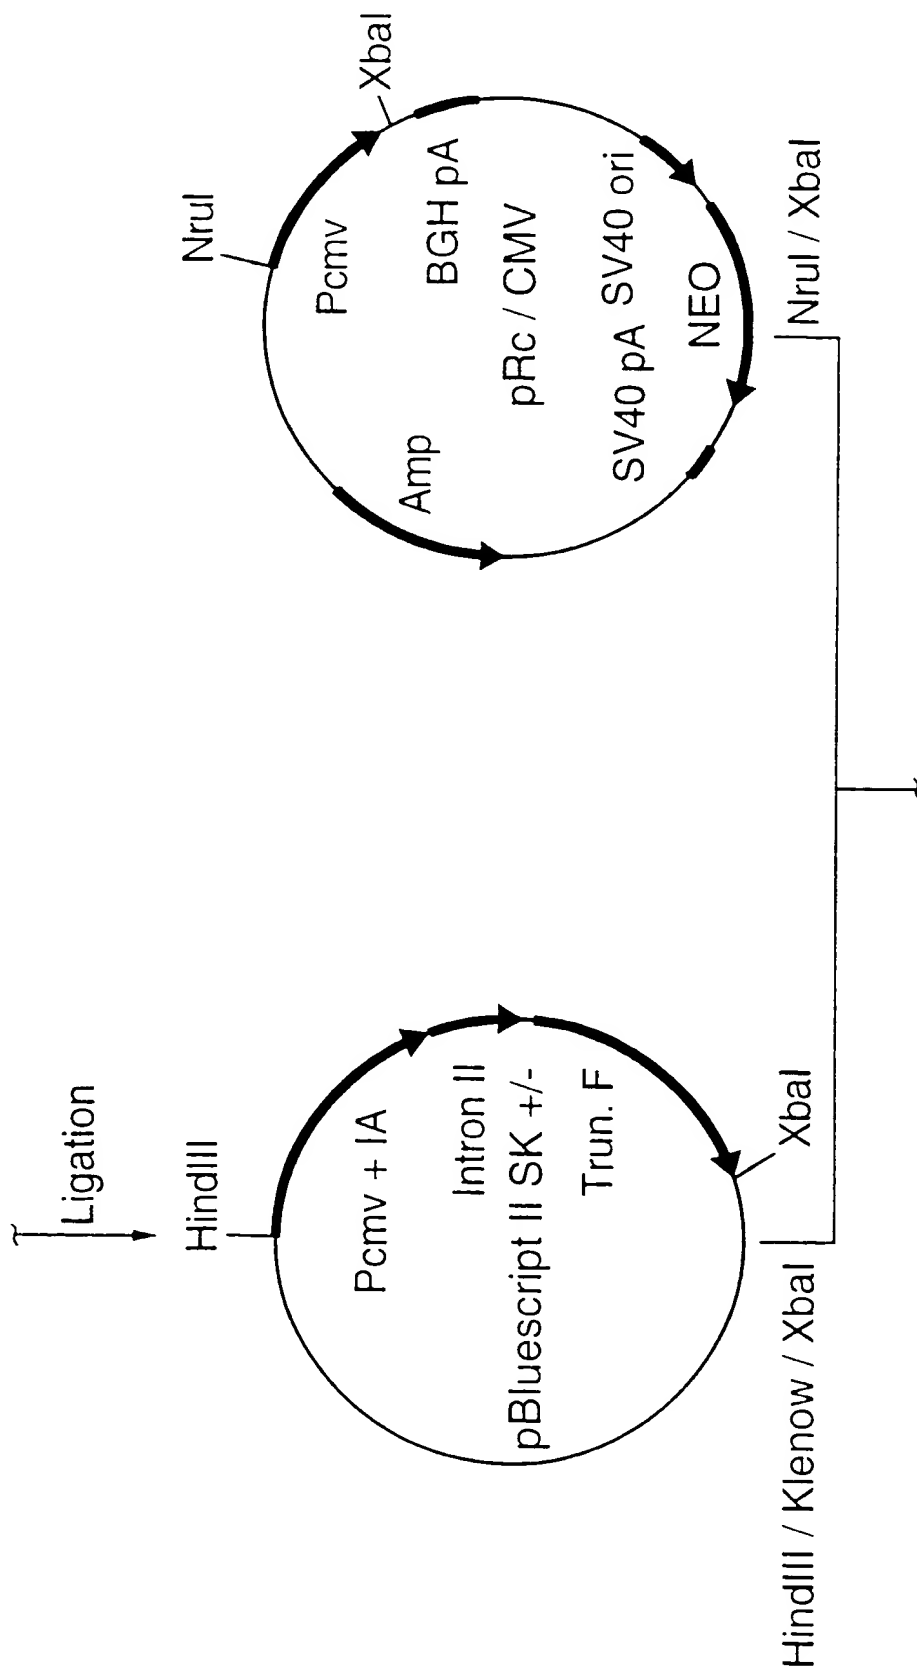 Ligation
HindIII
Pcmv + IA
Intron II
pBluescript II SK +/-
Trun. F
XbaI
HindIII / Klenow / XbaI
NruI
XbaI
Pcmv
BGH pA
Amp
pRc / CMV
SV40 pA SV40 ori
NEO
NruI / XbaI